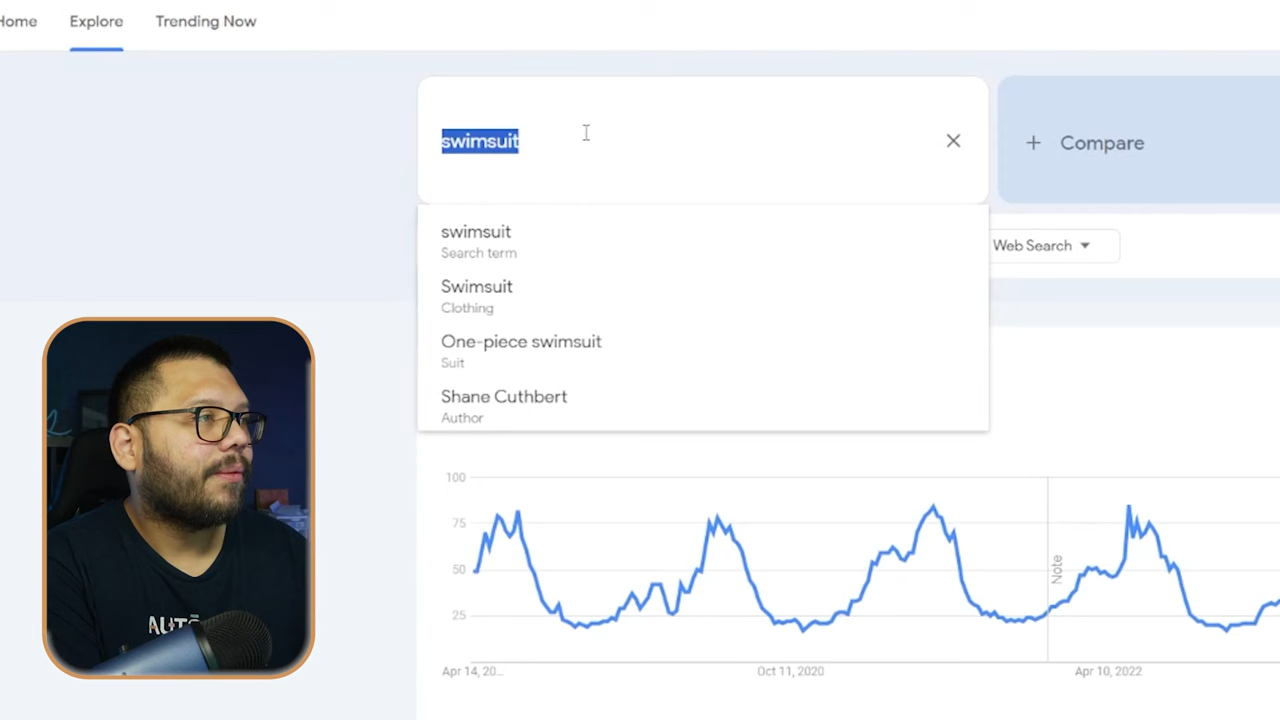 Home Explore Trending Now
swimsuit
+ Compare
swimsuit
Search term
Swimsuit
Clothing
One-piece swimsuit
Suit
Shane Cuthbert
Author
Web Search
100
75
50
25
Note
Apr 14, 20...
Oct 11, 2020
Apr 10, 2022